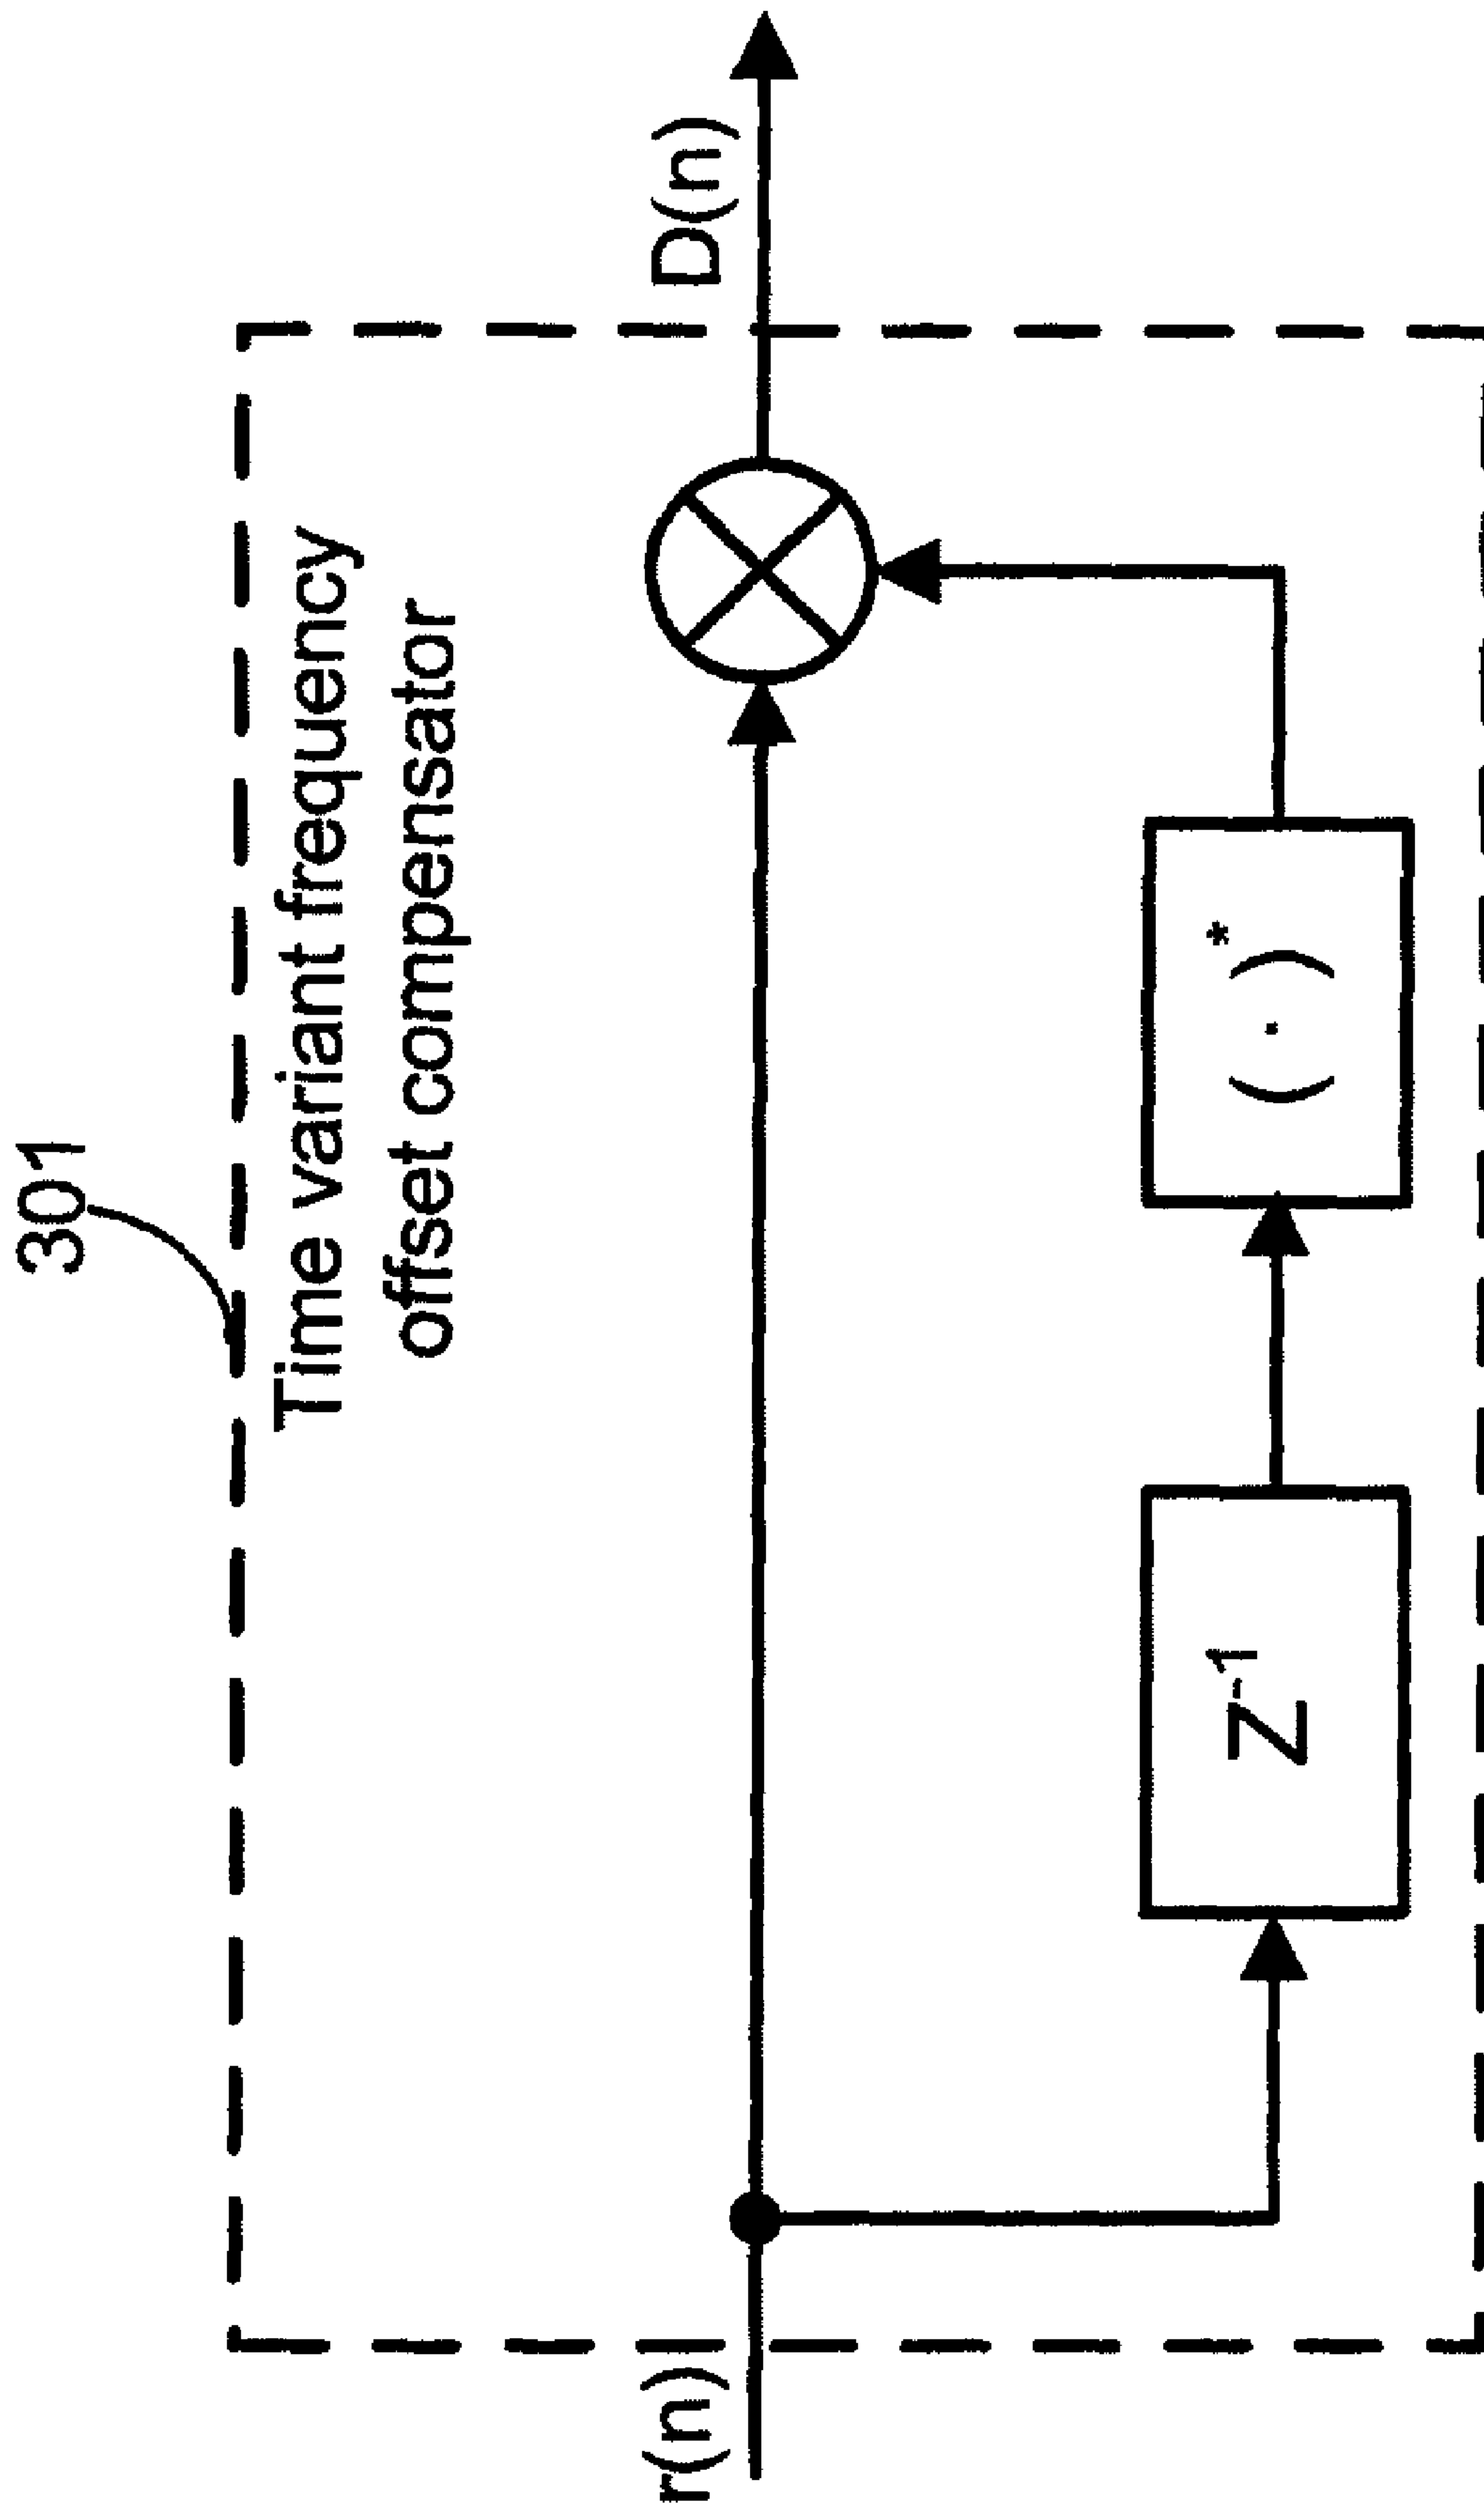 301
Time variant frequency
offset compensator
r(n)
D(n)
Z⁻¹
(·)*